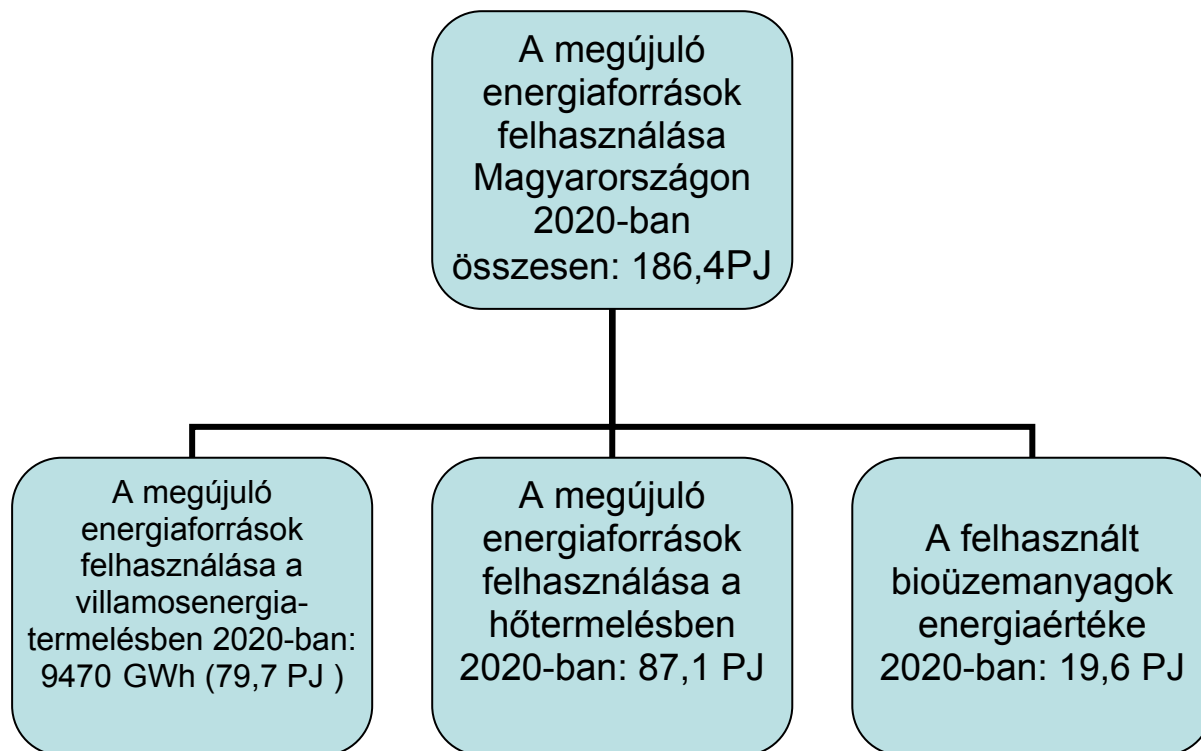 A megújuló
energiaforrások
felhasználása
Magyarországon
2020-ban
összesen: 186,4PJ
A megújuló
energiaforrások
felhasználása a
villamosenergia-
termelésben 2020-ban:
9470 GWh (79,7 PJ )
A megújuló
energiaforrások
felhasználása a
hőtermelésben
2020-ban: 87,1 PJ
A felhasznált
bioüzemanyagok
energiaértéke
2020-ban: 19,6 PJ